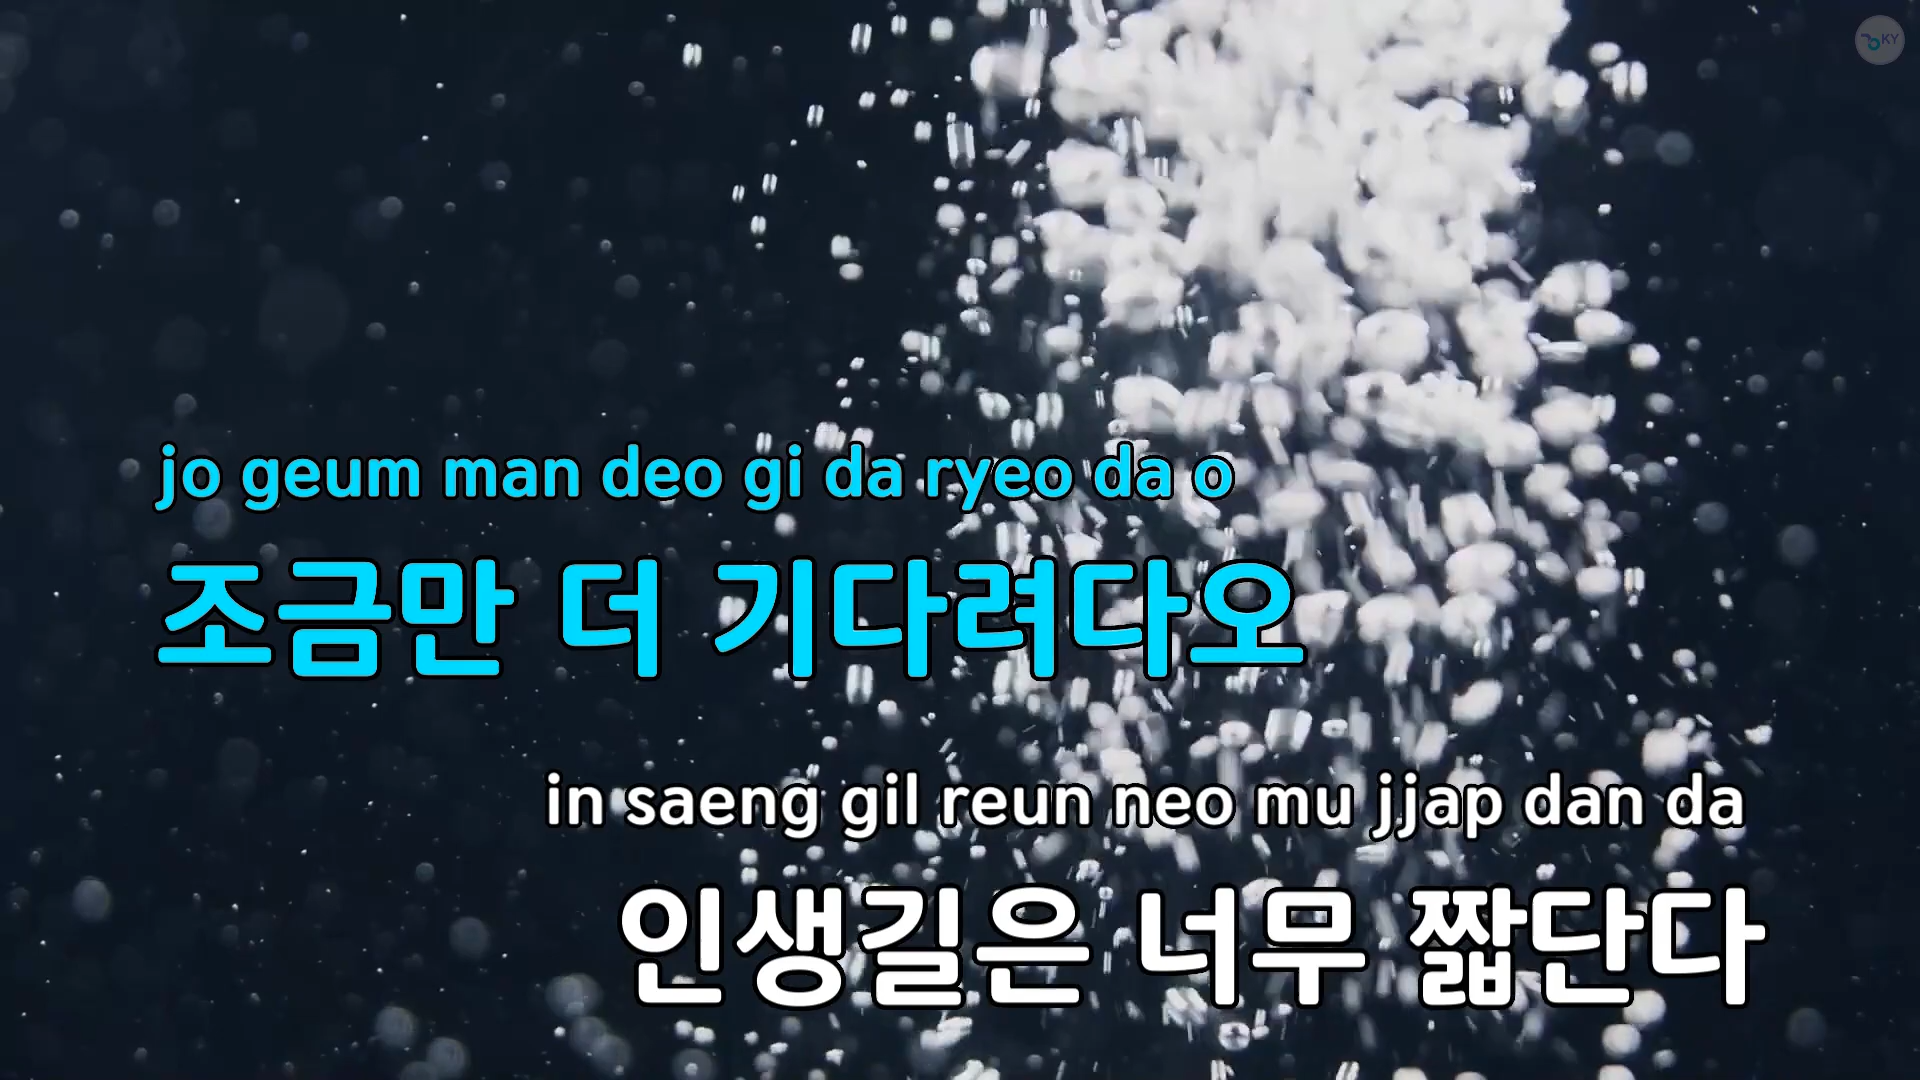 KY
jo geum man deo gi da ryeo da o
조금만 더 기다려다오
in saeng gil reun neo mu jjap dan da
인생길은 너무 짧단다